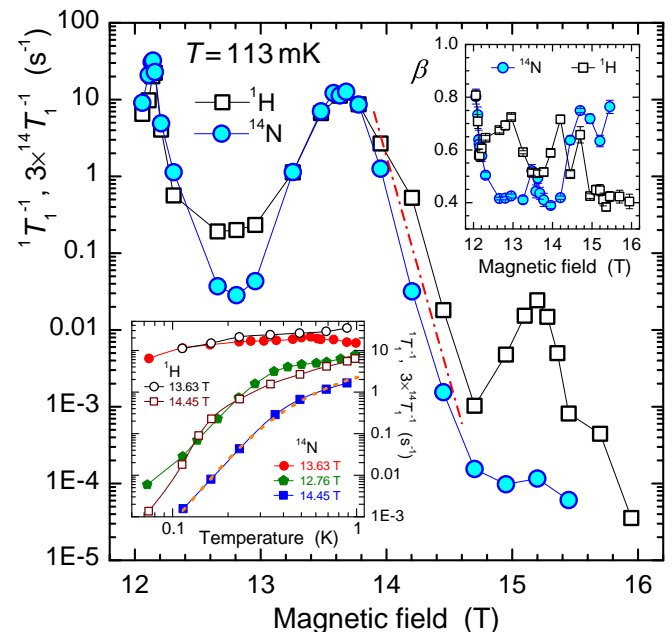 100
10
1
0.1
0.01
1E-3
1E-4
1E-5
¹T₁⁻¹, 3×¹⁴T₁⁻¹ (s⁻¹)
T = 113 mK
¹H
¹⁴N
12 13 14 15 16
Magnetic field (T)
β
¹⁴N ¹H
1.0
0.8
0.6
0.4
12 13 14 15 16
Magnetic field (T)
¹H
13.63 T
14.45 T
¹⁴N
13.63 T
12.76 T
14.45 T
10
1
0.1
0.01
1E-3
¹T₁⁻¹, 3×¹⁴T₁⁻¹ (s⁻¹)
0.1 1
Temperature (K)